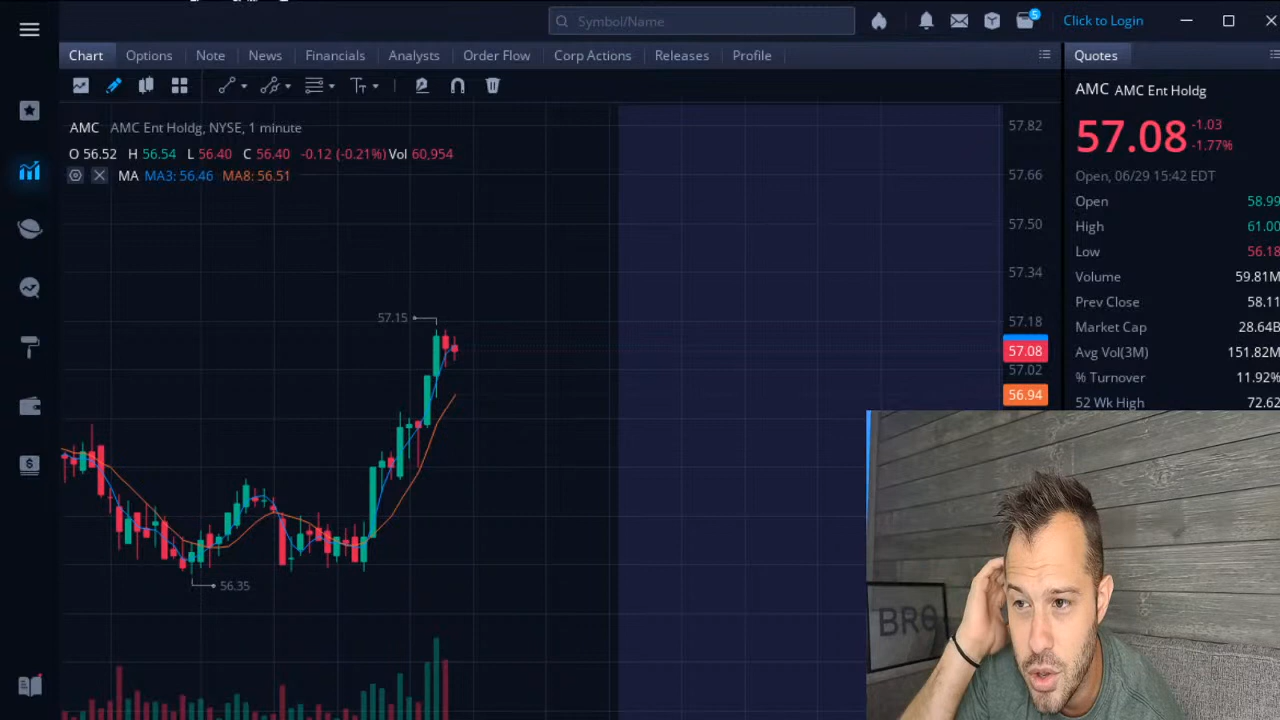 Symbol/Name
5
Click to Login
Chart Options Note News Financials Analysts Order Flow Corp Actions Releases Profile
Quotes
AMC AMC Ent Holdg, NYSE, 1 minute
O 56.52 H 56.54 L 56.40 C 56.40 -0.12 (-0.21%) Vol 60,954
MA MA3: 56.46 MA8: 56.51
57.15
56.35
57.82
57.66
57.50
57.34
57.18
57.08
57.02
56.94
AMC AMC Ent Holdg
57.08 -1.03
-1.77%
Open, 06/29 15:42 EDT
Open 58.99
High 61.00
Low 56.18
Volume 59.81M
Prev Close 58.11
Market Cap 28.64B
Avg Vol(3M) 151.82M
% Turnover 11.92%
52 Wk High 72.62
BRO